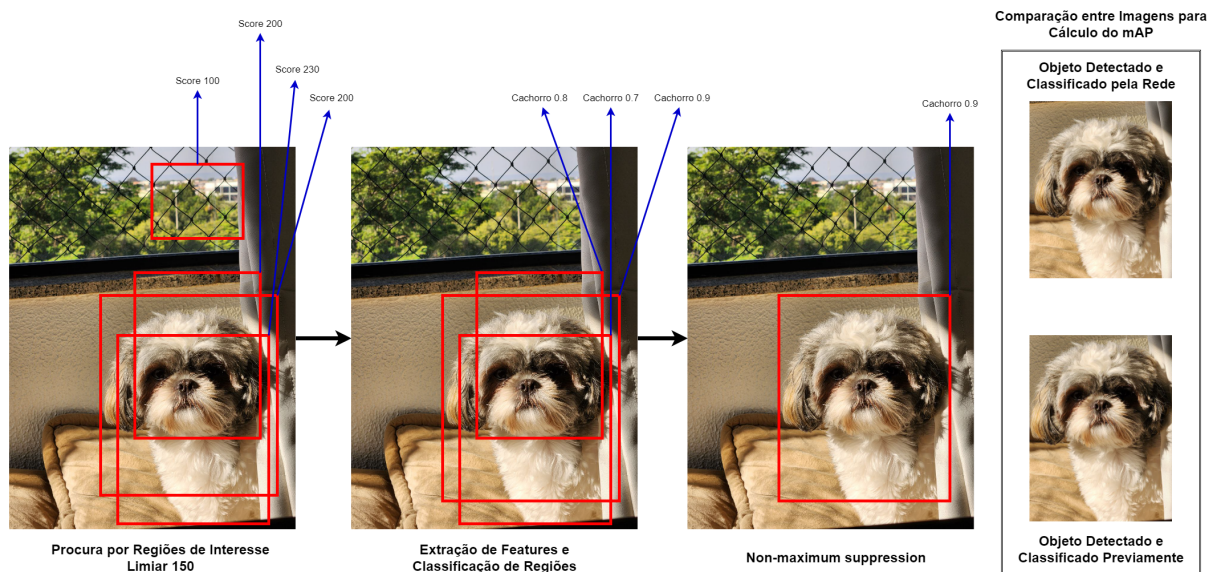 Score 200
Score 100
Score 230
Score 200
Procura por Regiões de Interesse
Limiar 150
Cachorro 0.8
Cachorro 0.7
Cachorro 0.9
Extração de Features e
Classificação de Regiões
Cachorro 0.9
Non-maximum suppression
Comparação entre Imagens para
Cálculo do mAP
Objeto Detectado e
Classificado pela Rede
Objeto Detectado e
Classificado Previamente